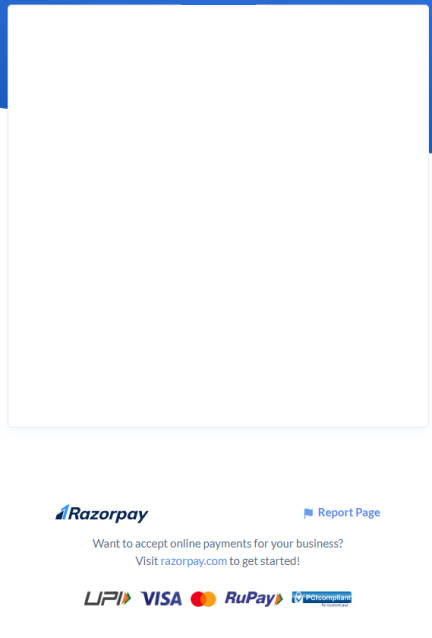 Razorpay
Report Page
Want to accept online payments for your business?
Visit razorpay.com to get started!
UPI VISA RuPay PCIcompliant